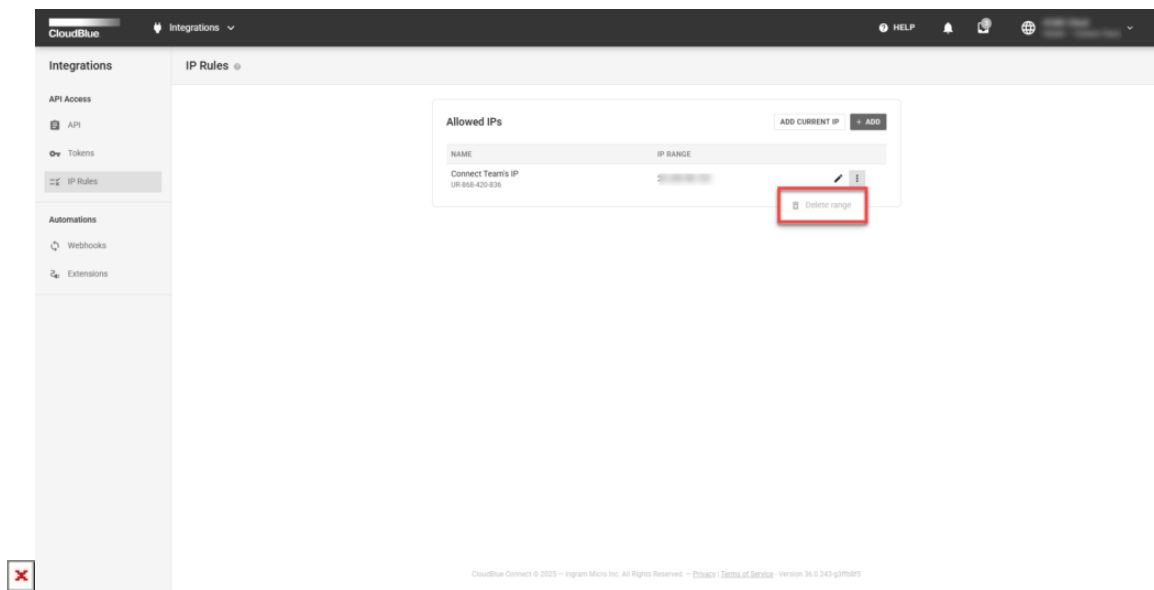 CloudBlue
Integrations
HELP
Integrations
IP Rules
API Access
API
Tokens
IP Rules
Automations
Webhooks
Extensions
Allowed IPs
ADD CURRENT IP
+ ADD
NAME
IP RANGE
Connect Team's IP
UR-868-420-836
Delete range
CloudBlue Connect © 2025 — Ingram Micro Inc. All Rights Reserved. — Privacy | Terms of Service - Version 36.0.243